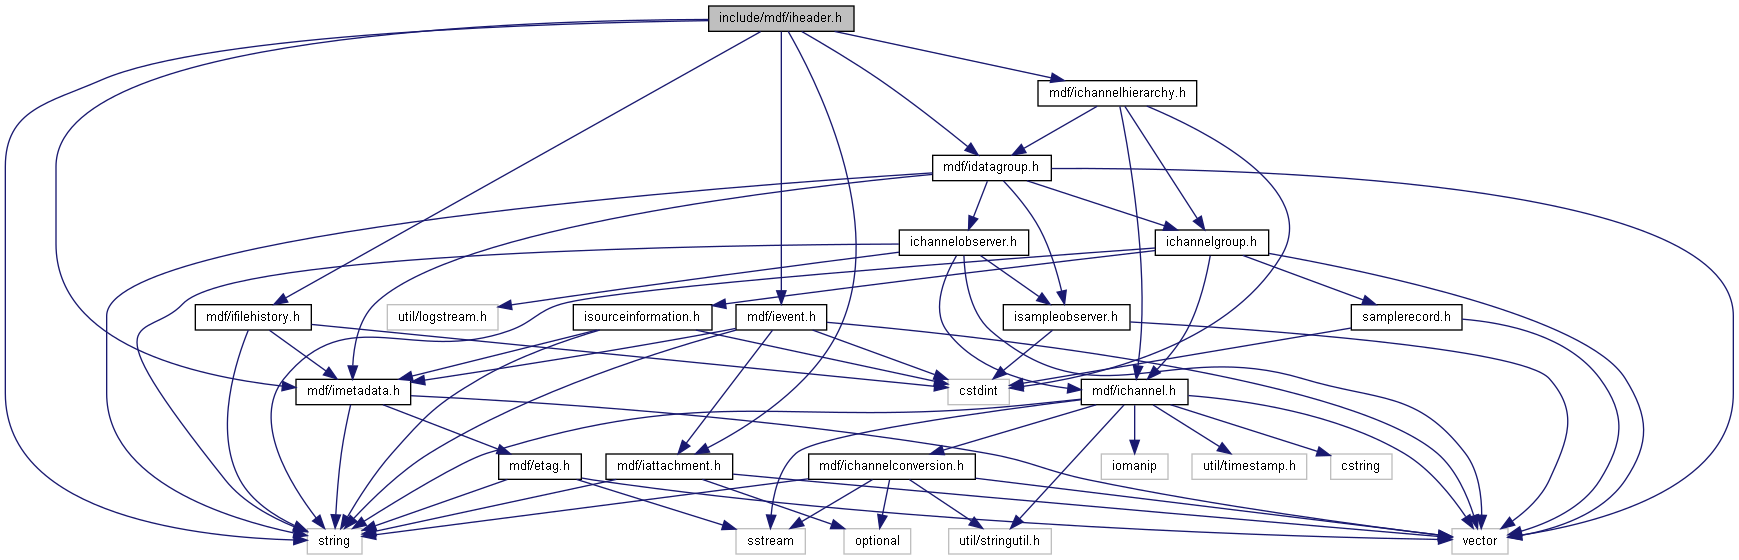 include/mdf/iheader.h
mdf/ichannelhierarchy.h
mdf/idatagroup.h
ichannelobserver.h
ichannelgroup.h
mdf/ifilehistory.h
util/logstream.h
isourceinformation.h
mdf/ievent.h
isampleobserver.h
samplerecord.h
mdf/imetadata.h
cstdint
mdf/ichannel.h
mdf/etag.h
mdf/iattachment.h
mdf/ichannelconversion.h
iomanip
util/timestamp.h
cstring
string
sstream
optional
util/stringutil.h
vector